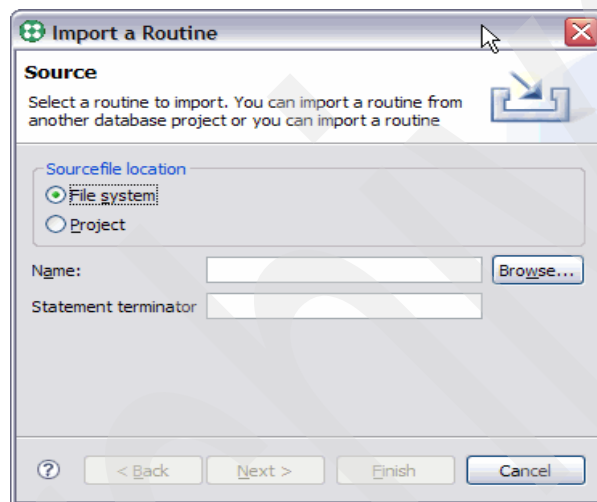 Import a Routine
Source
Select a routine to import. You can import a routine from
another database project or you can import a routine
Sourcefile location
File system
Project
Name:
Browse...
Statement terminator
?
< Back
Next >
Finish
Cancel